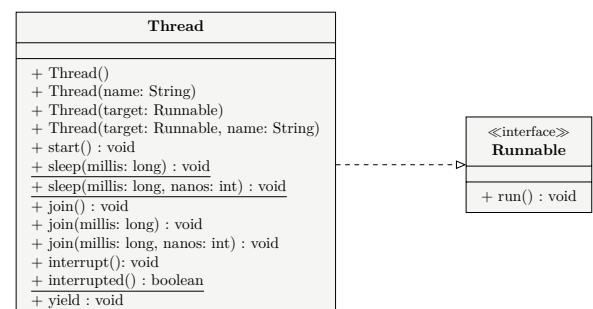 Thread
+ Thread()
+ Thread(name: String)
+ Thread(target: Runnable)
+ Thread(target: Runnable, name: String)
+ start() : void
+ sleep(millis: long) : void
+ sleep(millis: long, nanos: int) : void
+ join() : void
+ join(millis: long) : void
+ join(millis: long, nanos: int) : void
+ interrupt(): void
+ interrupted() : boolean
+ yield : void
≪interface≫
Runnable
+ run() : void